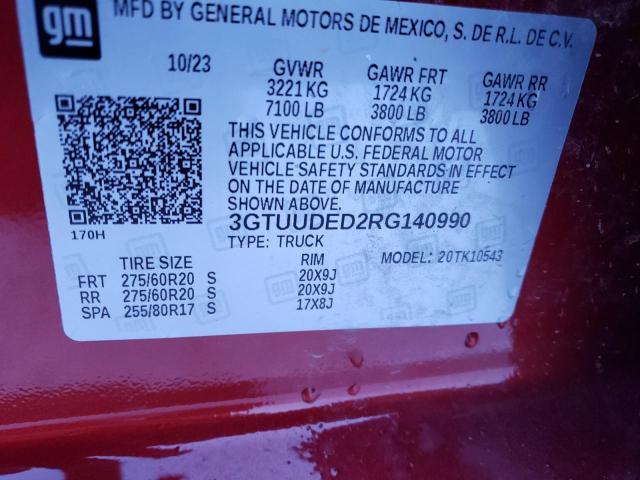 gm
MFD BY GENERAL MOTORS DE MEXICO, S. DE R.L. DE C.V.
10/23 GVWR GAWR FRT GAWR RR
3221 KG 1724 KG 1724 KG
7100 LB 3800 LB 3800 LB
THIS VEHICLE CONFORMS TO ALL
APPLICABLE U.S. FEDERAL MOTOR
VEHICLE SAFETY STANDARDS IN EFFECT
ON THE DATE OF MANUFACTURE
SHOWN ABOVE.
170H
3GTUUDED2RG140990
TYPE: TRUCK MODEL: 20TK10543
TIRE SIZE RIM
FRT 275/60R20 S 20X9J
RR 275/60R20 S 20X9J
SPA 255/80R17 S 17X8J